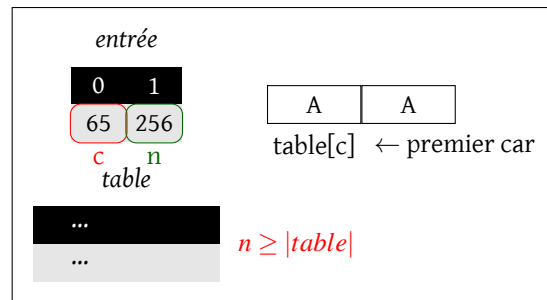 entrée
0 1
65 256
c n
A A
table[c] ← premier car
table
...
...
n ≥ |table|